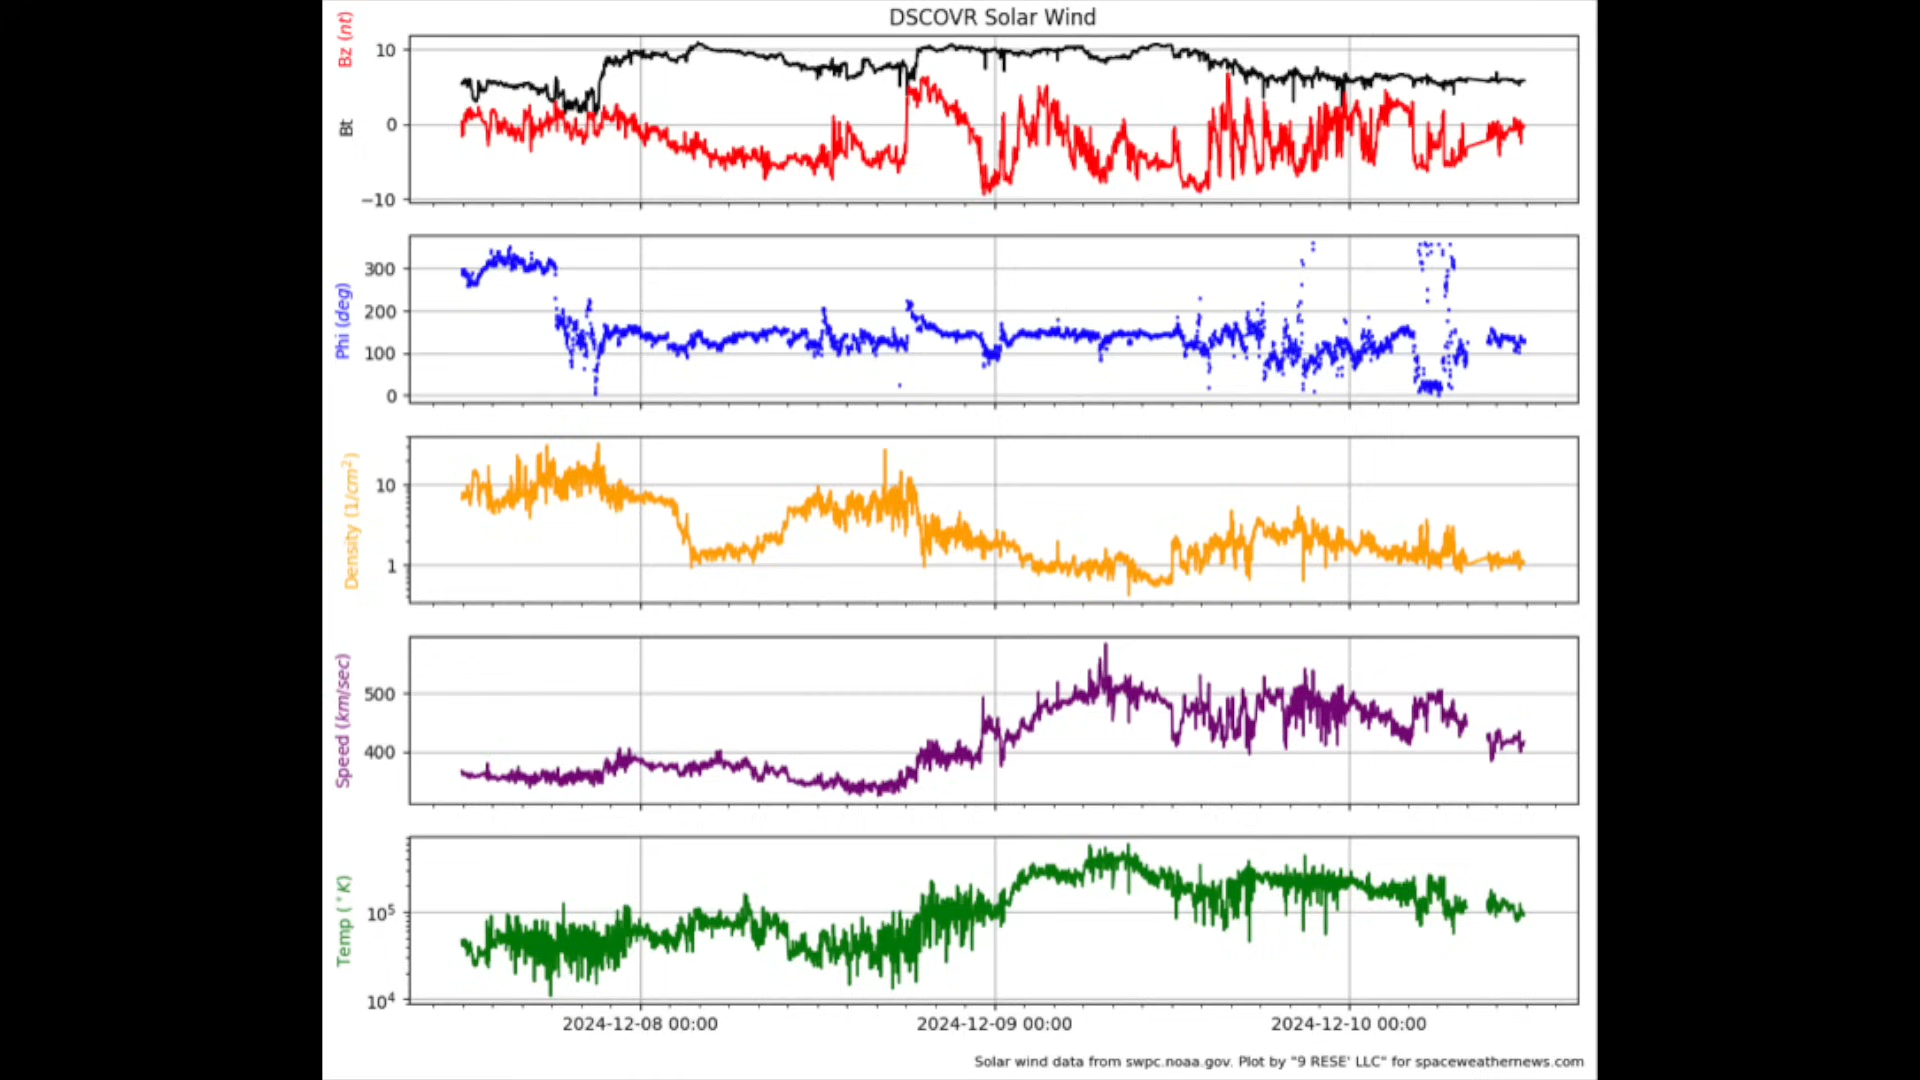 DSCOVR Solar Wind
Bt Bz (nt)
10
0
−10
Phi (deg)
300
200
100
0
Density (1/cm²)
10
1
Speed (km/sec)
500
400
Temp (°K)
10⁵
10⁴
2024-12-08 00:00 2024-12-09 00:00 2024-12-10 00:00
Solar wind data from swpc.noaa.gov. Plot by "9 RESE' LLC" for spaceweathernews.com